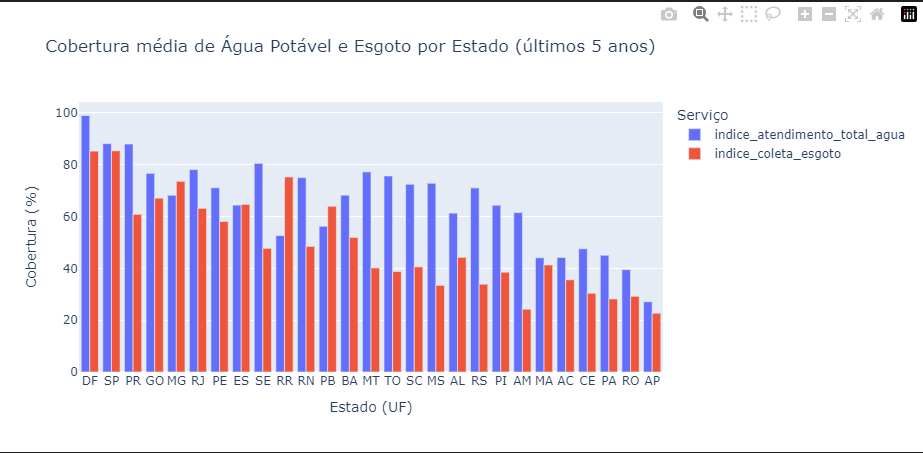 Cobertura média de Água Potável e Esgoto por Estado (últimos 5 anos)
Serviço
indice_atendimento_total_agua
indice_coleta_esgoto
Cobertura (%)
100
80
60
40
20
0
DF SP PR GO MG RJ PE ES SE RR RN PB BA MT TO SC MS AL RS PI AM MA AC CE PA RO AP
Estado (UF)